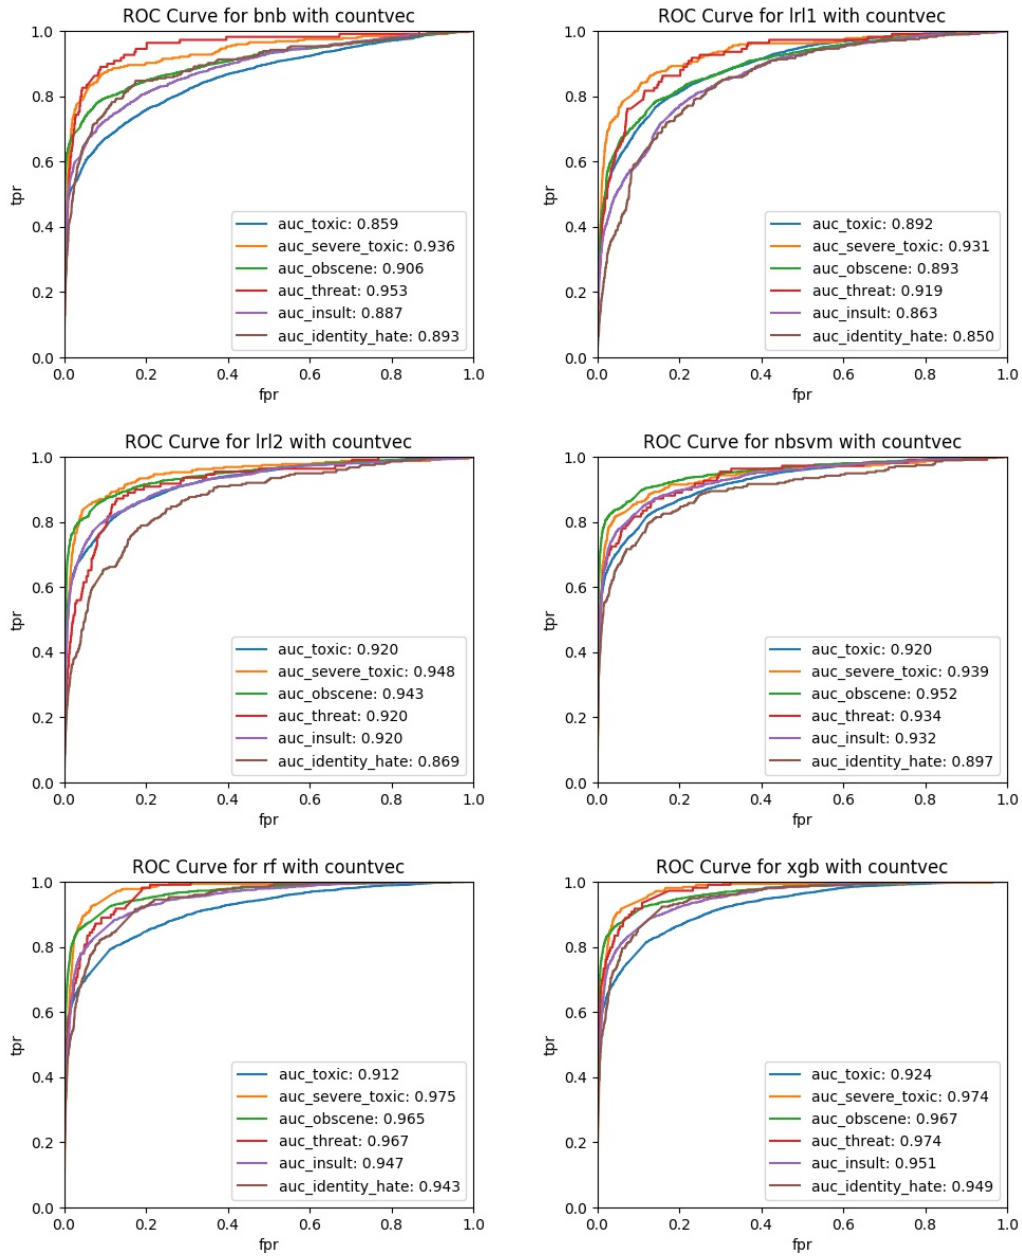 ROC Curve for bnb with countvec
1.0
0.8
0.6
0.4
0.2
0.0
tpr
auc_toxic: 0.859
auc_severe_toxic: 0.936
auc_obscene: 0.906
auc_threat: 0.953
auc_insult: 0.887
auc_identity_hate: 0.893
0.0 0.2 0.4 0.6 0.8 1.0
fpr
ROC Curve for lrl1 with countvec
1.0
0.8
0.6
0.4
0.2
0.0
tpr
auc_toxic: 0.892
auc_severe_toxic: 0.931
auc_obscene: 0.893
auc_threat: 0.919
auc_insult: 0.863
auc_identity_hate: 0.850
0.0 0.2 0.4 0.6 0.8 1.0
fpr
ROC Curve for lrl2 with countvec
1.0
0.8
0.6
0.4
0.2
0.0
tpr
auc_toxic: 0.920
auc_severe_toxic: 0.948
auc_obscene: 0.943
auc_threat: 0.920
auc_insult: 0.920
auc_identity_hate: 0.869
0.0 0.2 0.4 0.6 0.8 1.0
fpr
ROC Curve for nbsvm with countvec
1.0
0.8
0.6
0.4
0.2
0.0
tpr
auc_toxic: 0.920
auc_severe_toxic: 0.939
auc_obscene: 0.952
auc_threat: 0.934
auc_insult: 0.932
auc_identity_hate: 0.897
0.0 0.2 0.4 0.6 0.8 1.0
fpr
ROC Curve for rf with countvec
1.0
0.8
0.6
0.4
0.2
0.0
tpr
auc_toxic: 0.912
auc_severe_toxic: 0.975
auc_obscene: 0.965
auc_threat: 0.967
auc_insult: 0.947
auc_identity_hate: 0.943
0.0 0.2 0.4 0.6 0.8 1.0
fpr
ROC Curve for xgb with countvec
1.0
0.8
0.6
0.4
0.2
0.0
tpr
auc_toxic: 0.924
auc_severe_toxic: 0.974
auc_obscene: 0.967
auc_threat: 0.974
auc_insult: 0.951
auc_identity_hate: 0.949
0.0 0.2 0.4 0.6 0.8 1.0
fpr